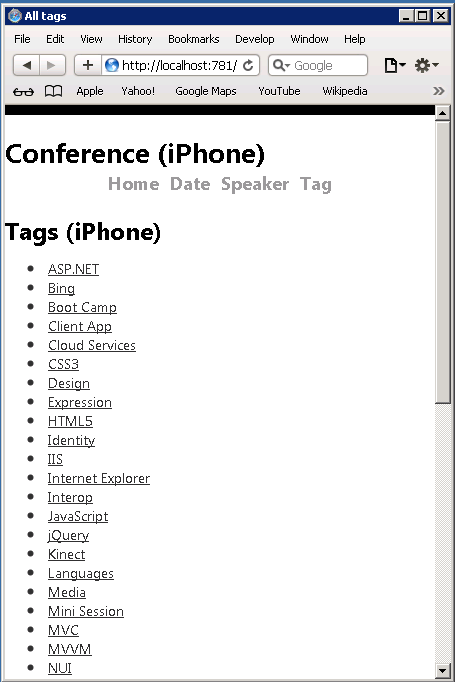 All tags
File Edit View History Bookmarks Develop Window Help
http://localhost:781/ Google
Apple Yahoo! Google Maps YouTube Wikipedia
Conference (iPhone)
Home Date Speaker Tag
Tags (iPhone)
ASP.NET
Bing
Boot Camp
Client App
Cloud Services
CSS3
Design
Expression
HTML5
Identity
IIS
Internet Explorer
Interop
JavaScript
jQuery
Kinect
Languages
Media
Mini Session
MVC
MVVM
NUI